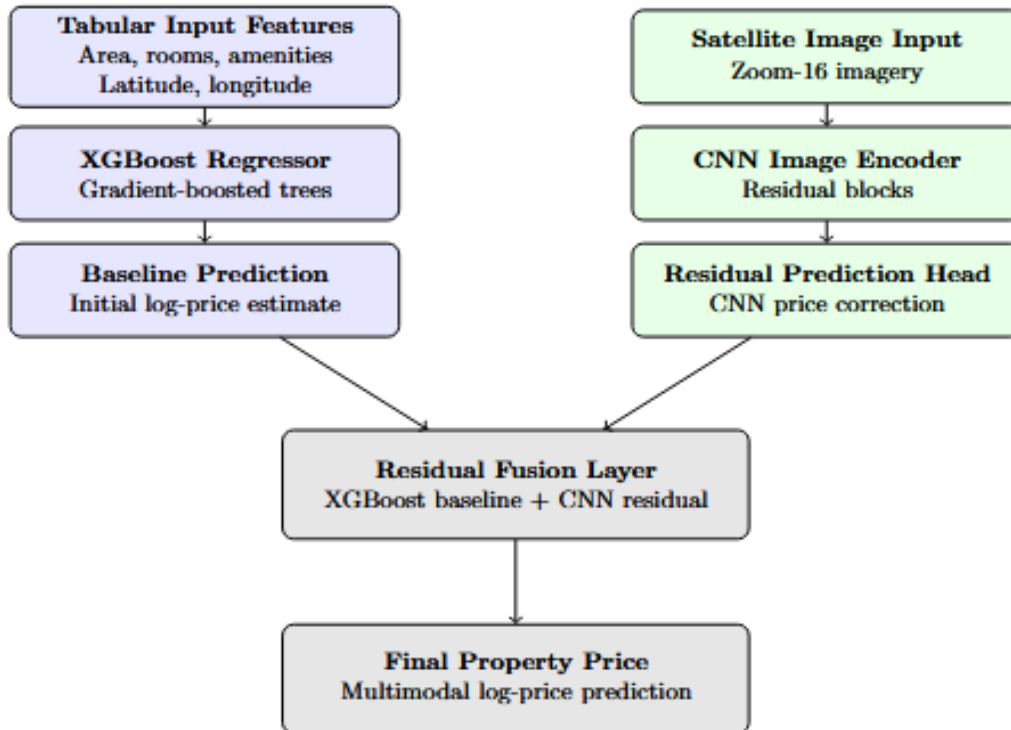 Tabular Input Features
Area, rooms, amenities
Latitude, longitude
Satellite Image Input
Zoom-16 imagery
XGBoost Regressor
Gradient-boosted trees
CNN Image Encoder
Residual blocks
Baseline Prediction
Initial log-price estimate
Residual Prediction Head
CNN price correction
Residual Fusion Layer
XGBoost baseline + CNN residual
Final Property Price
Multimodal log-price prediction